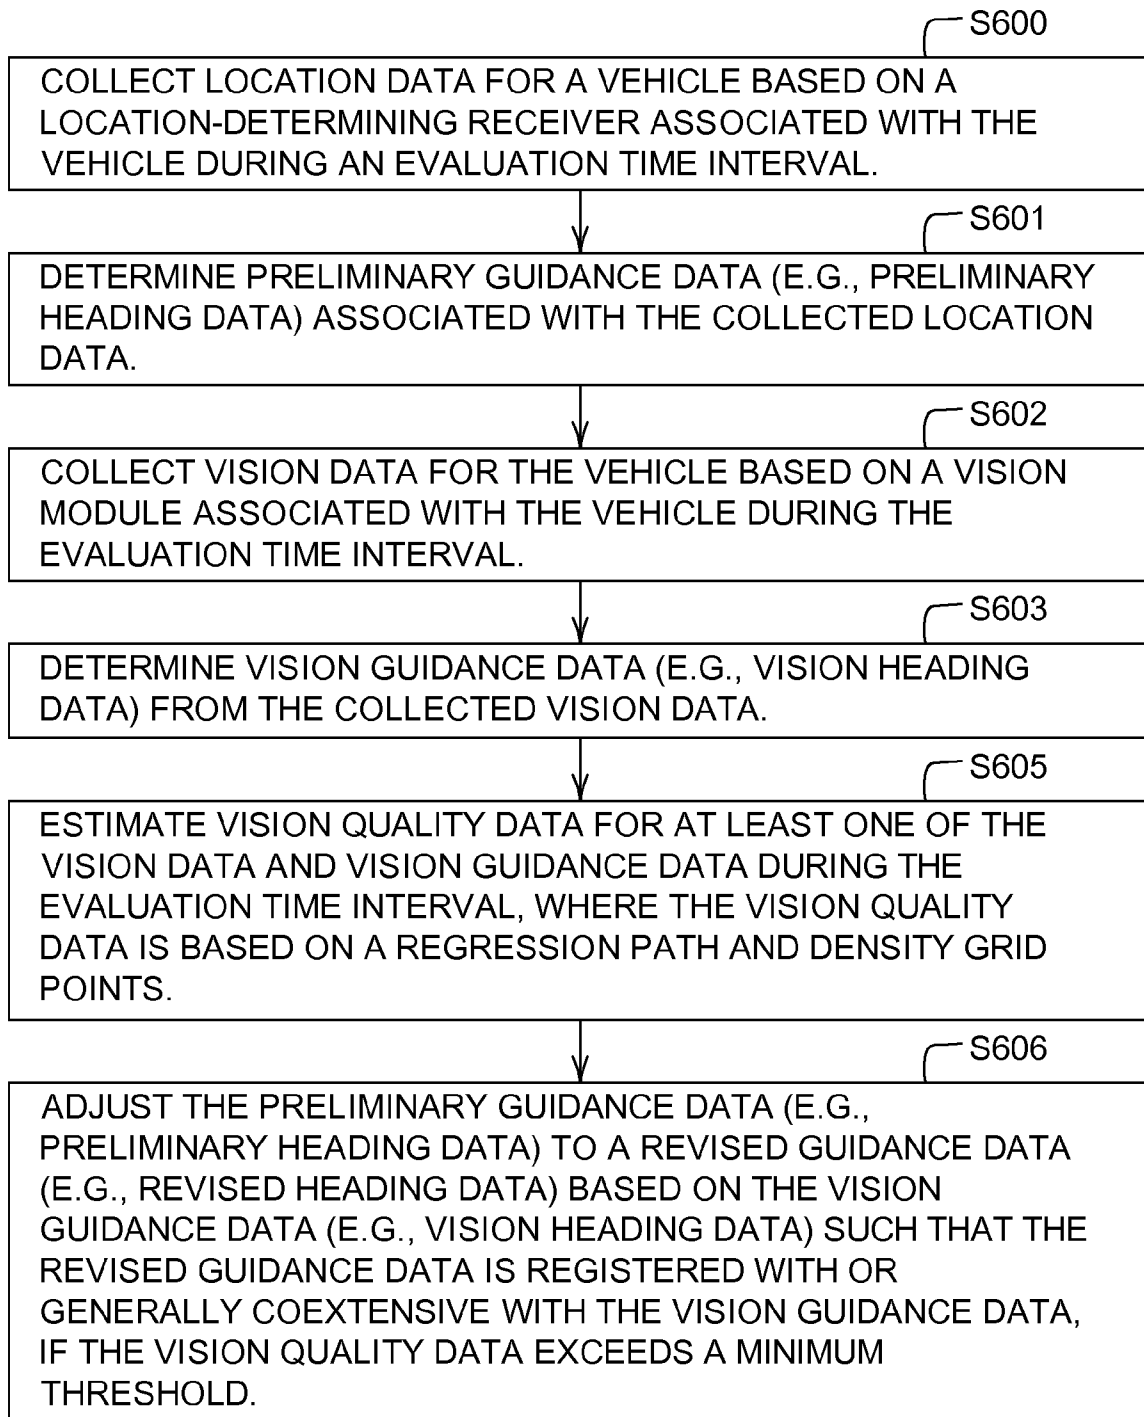 S600
COLLECT LOCATION DATA FOR A VEHICLE BASED ON A
LOCATION-DETERMINING RECEIVER ASSOCIATED WITH THE
VEHICLE DURING AN EVALUATION TIME INTERVAL.
S601
DETERMINE PRELIMINARY GUIDANCE DATA (E.G., PRELIMINARY
HEADING DATA) ASSOCIATED WITH THE COLLECTED LOCATION
DATA.
S602
COLLECT VISION DATA FOR THE VEHICLE BASED ON A VISION
MODULE ASSOCIATED WITH THE VEHICLE DURING THE
EVALUATION TIME INTERVAL.
S603
DETERMINE VISION GUIDANCE DATA (E.G., VISION HEADING
DATA) FROM THE COLLECTED VISION DATA.
S605
ESTIMATE VISION QUALITY DATA FOR AT LEAST ONE OF THE
VISION DATA AND VISION GUIDANCE DATA DURING THE
EVALUATION TIME INTERVAL, WHERE THE VISION QUALITY
DATA IS BASED ON A REGRESSION PATH AND DENSITY GRID
POINTS.
S606
ADJUST THE PRELIMINARY GUIDANCE DATA (E.G.,
PRELIMINARY HEADING DATA) TO A REVISED GUIDANCE DATA
(E.G., REVISED HEADING DATA) BASED ON THE VISION
GUIDANCE DATA (E.G., VISION HEADING DATA) SUCH THAT THE
REVISED GUIDANCE DATA IS REGISTERED WITH OR
GENERALLY COEXTENSIVE WITH THE VISION GUIDANCE DATA,
IF THE VISION QUALITY DATA EXCEEDS A MINIMUM
THRESHOLD.